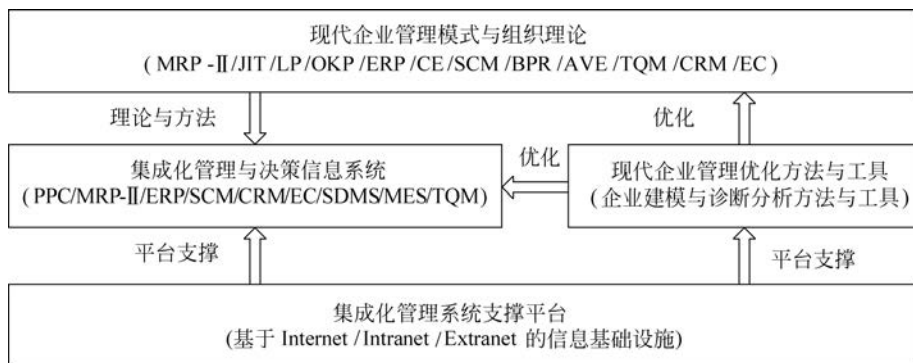 现代企业管理模式与组织理论
( MRP -Ⅱ/JIT /LP /OKP /ERP /CE /SCM /BPR /AVE /TQM /CRM /EC )
理论与方法
优化
集成化管理与决策信息系统
(PPC/MRP-Ⅱ/ERP/SCM/CRM/EC/SDMS/MES/TQM)
优化
现代企业管理优化方法与工具
(企业建模与诊断分析方法与工具)
平台支撑
平台支撑
集成化管理系统支撑平台
(基于 Internet /Intranet /Extranet 的信息基础设施)